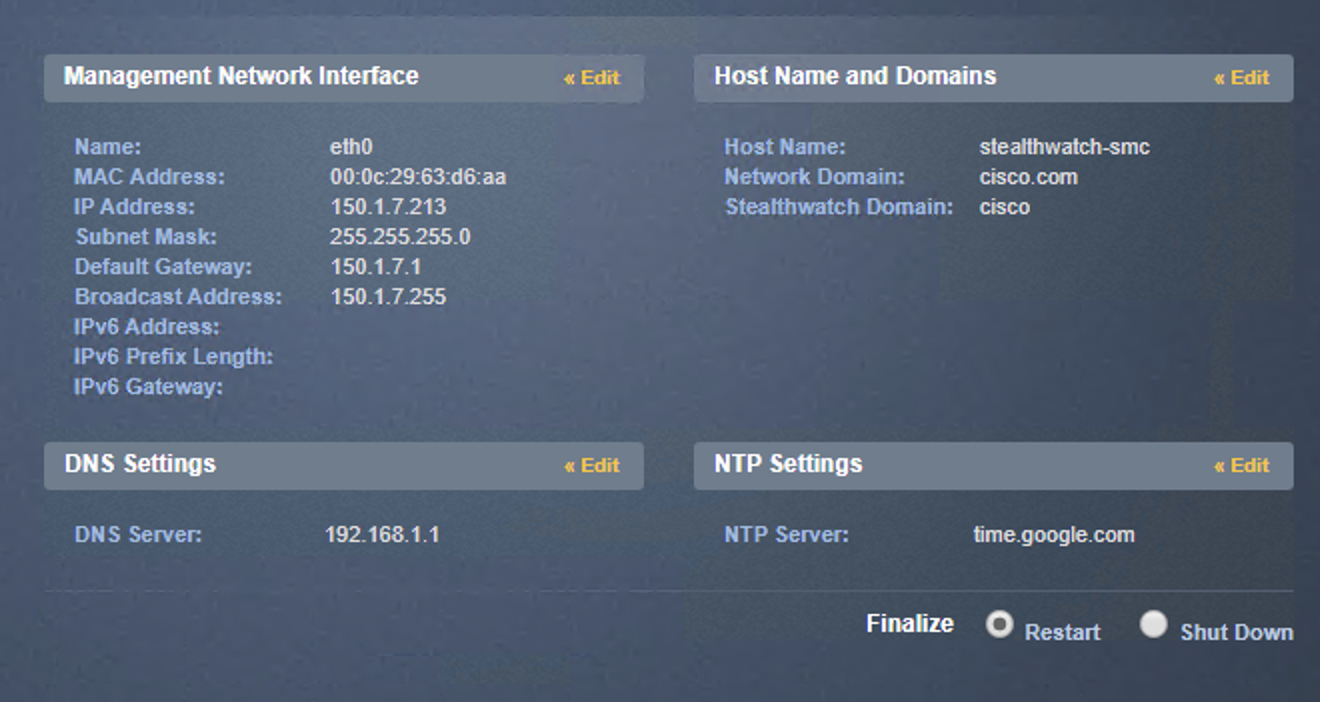 Management Network Interface « Edit
Name: eth0
MAC Address: 00:0c:29:63:d6:aa
IP Address: 150.1.7.213
Subnet Mask: 255.255.255.0
Default Gateway: 150.1.7.1
Broadcast Address: 150.1.7.255
IPv6 Address:
IPv6 Prefix Length:
IPv6 Gateway:
Host Name and Domains « Edit
Host Name: stealthwatch-smc
Network Domain: cisco.com
Stealthwatch Domain: cisco
DNS Settings « Edit
DNS Server: 192.168.1.1
NTP Settings « Edit
NTP Server: time.google.com
Finalize Restart Shut Down